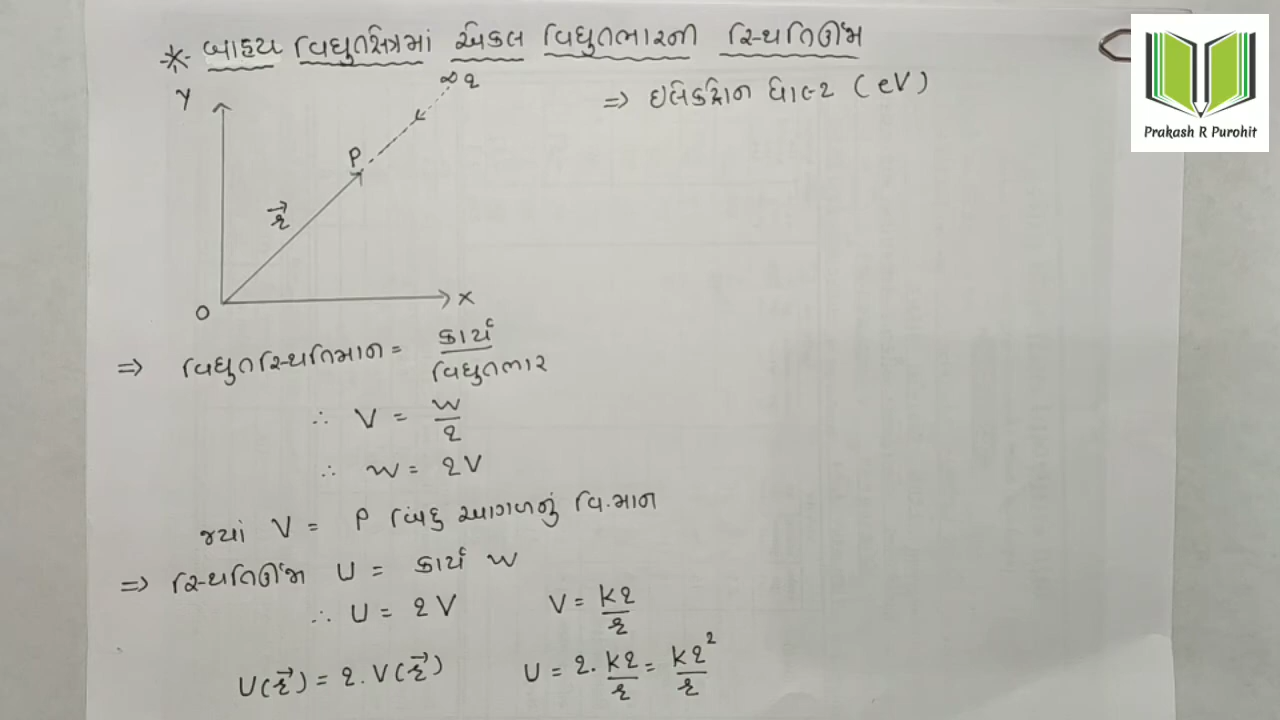 * બાહ્ય વિદ્યુતક્ષેત્રમાં એકલ વિદ્યુતભારની સ્થિતિઊર્જા
Prakash R Purohit
Y
∞ q
⇒ ઇલેક્ટ્રોન વોલ્ટ (eV)
P
r⃗
O
X
⇒ વિદ્યુતસ્થિતિમાન = કાર્ય / વિદ્યુતભાર
∴ V = W / q
∴ W = qV
જ્યાં V = P બિંદુ આગળનું વિ.માન
⇒ સ્થિતિઊર્જા U = કાર્ય W
∴ U = qV V = kq / r
U(r⃗) = q . V(r⃗) U = q . kq / r = kq² / r